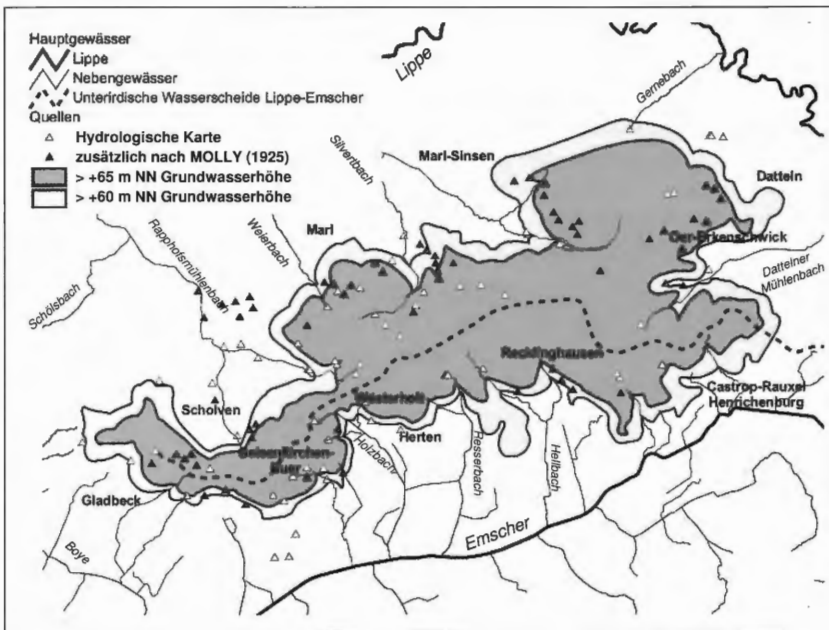 Hauptgewässer
Lippe
Nebengewässer
Unterirdische Wasserscheide Lippe-Emscher
Quellen
Hydrologische Karte
zusätzlich nach MOLLY (1925)
> +65 m NN Grundwasserhöhe
> +60 m NN Grundwasserhöhe
Lippe
Gernebach
Silvertbach
Marl-Sinsen
Datteln
Rapphofsmühlenbach
Weierbach
Marl
Oer-Erkenschwick
Dattelner
Mühlenbach
Schölsbach
Recklinghausen
Castrop-Rauxel
Henrichenburg
Westerholt
Scholven
Herten
Holzbach
Resserbach
Hellbach
Gelsenkirchen-
Buer
Gladbeck
Emscher
Boye